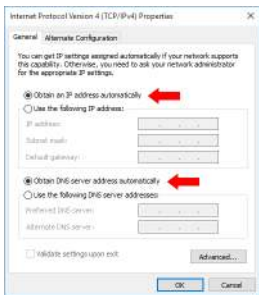 Internet Protocol Version 4 (TCP/IPv4) Properties
General Alternate Configuration
You can get IP settings assigned automatically if your network supports
this capability. Otherwise, you need to ask your network administrator
for the appropriate IP settings.
Obtain an IP address automatically
Use the following IP address:
IP address:
Subnet mask:
Default gateway:
Obtain DNS server address automatically
Use the following DNS server addresses:
Preferred DNS server:
Alternate DNS server:
Validate settings upon exit
Advanced...
OK Cancel